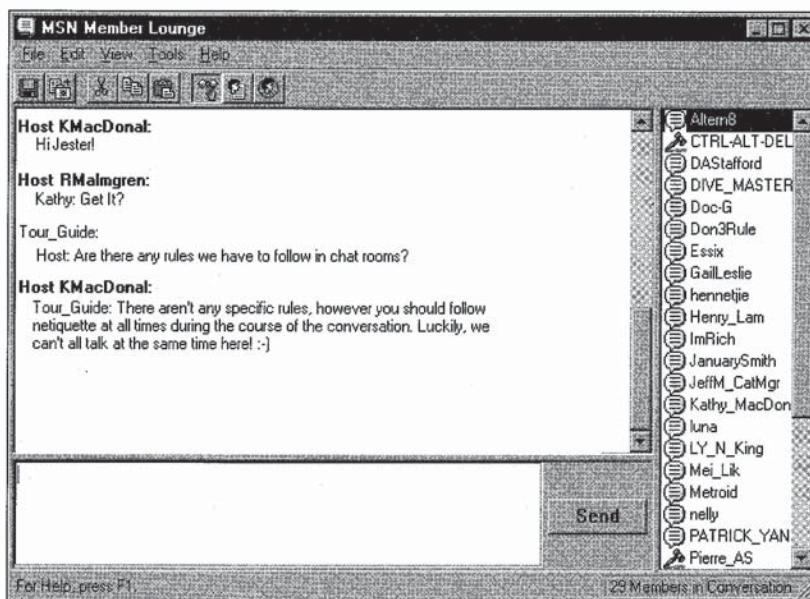 MSN Member Lounge
File Edit View Tools Help
Host KMacDonal:
Hi Jester!
Host RMalmgren:
Kathy: Get It?
Tour_Guide:
Host: Are there any rules we have to follow in chat rooms?
Host KMacDonal:
Tour_Guide: There aren't any specific rules, however you should follow
netiquette at all times during the course of the conversation. Luckily, we
can't all talk at the same time here! :-)
Send
Altern8
CTRL-ALT-DEL
DAStafford
DIVE_MASTER
Doc-G
Don3Rule
Essix
GailLeslie
hennetjie
Henry_Lam
ImRich
JanuarySmith
JeffM_CatMgr
Kathy_MacDon
luna
LY_N_King
Mei_Lik
Metroid
nelly
PATRICK_YAN
Pierre_AS
For Help, press F1.
29 Members in Conversation